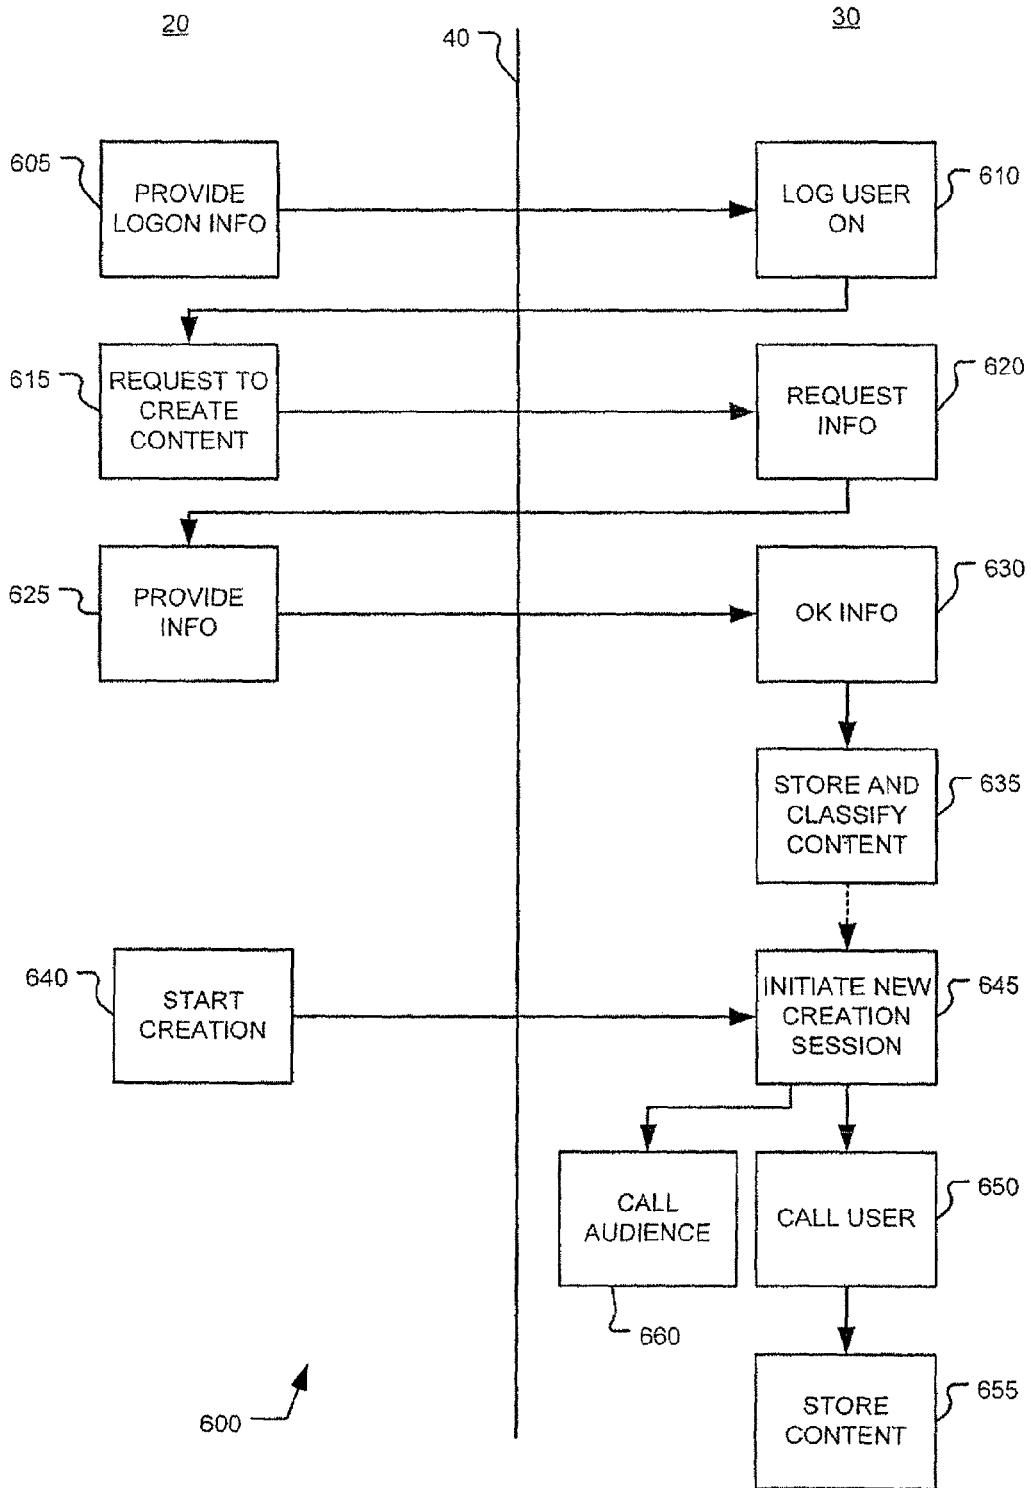 20
30
40
605
PROVIDE
LOGON INFO
LOG USER
ON
610
615
REQUEST TO
CREATE
CONTENT
REQUEST
INFO
620
625
PROVIDE
INFO
OK INFO
630
STORE AND
CLASSIFY
CONTENT
635
640
START
CREATION
INITIATE NEW
CREATION
SESSION
645
CALL
AUDIENCE
660
CALL USER
650
STORE
CONTENT
655
600